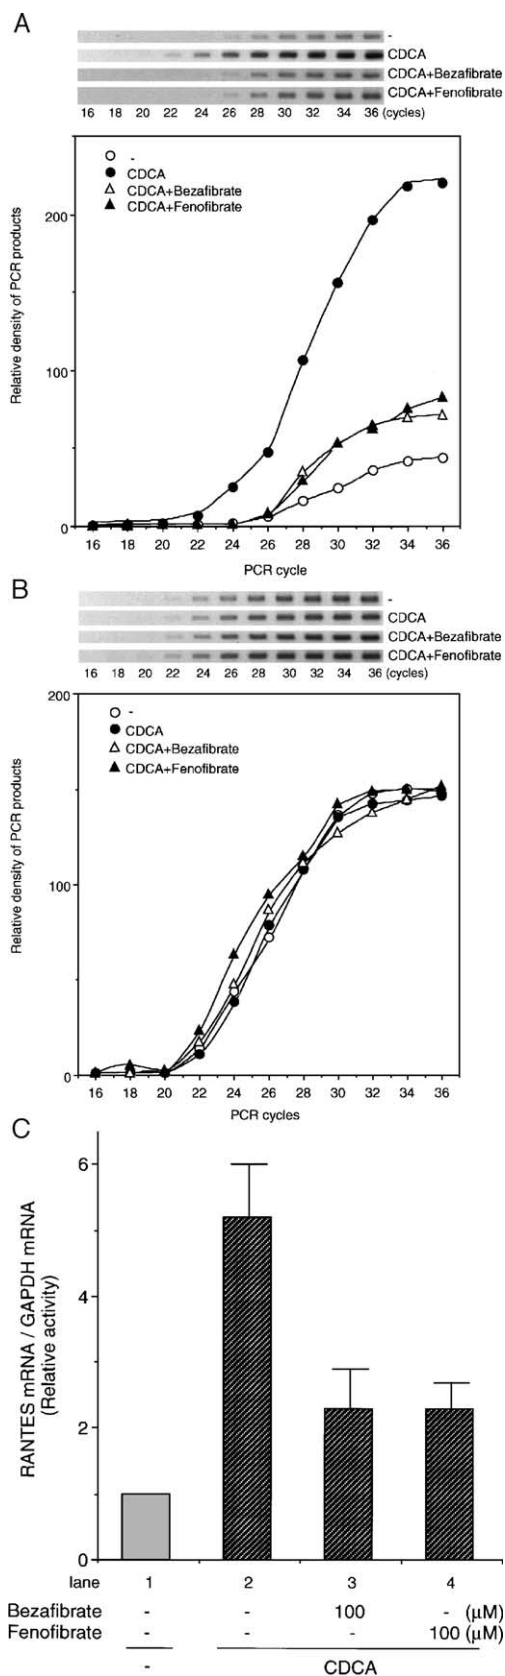 A
-
CDCA
CDCA+Bezafibrate
CDCA+Fenofibrate
16 18 20 22 24 26 28 30 32 34 36 (cycles)
-
CDCA
CDCA+Bezafibrate
CDCA+Fenofibrate
Relative density of PCR products
200
100
0
16 18 20 22 24 26 28 30 32 34 36
PCR cycle
B
-
CDCA
CDCA+Bezafibrate
CDCA+Fenofibrate
16 18 20 22 24 26 28 30 32 34 36 (cycles)
-
CDCA
CDCA+Bezafibrate
CDCA+Fenofibrate
Relative density of PCR products
200
100
0
16 18 20 22 24 26 28 30 32 34 36
PCR cycles
C
RANTES mRNA / GAPDH mRNA
(Relative activity)
6
4
2
0
lane 1 2 3 4
Bezafibrate - - 100 - (μM)
Fenofibrate - - - 100 (μM)
- CDCA